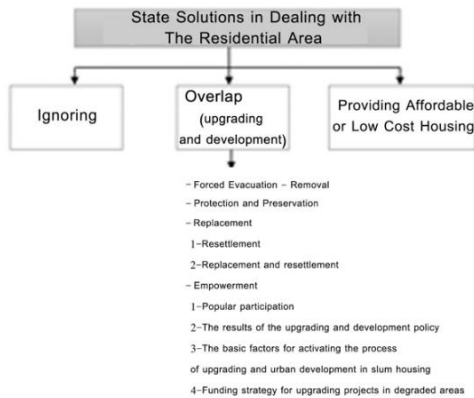 State Solutions in Dealing with
The Residential Area
Ignoring
Overlap
(upgrading
and development)
Providing Affordable
or Low Cost Housing
- Forced Evacuation - Removal
- Protection and Preservation
- Replacement
1-Resettlement
2-Replacement and resettlement
- Empowerment
1-Popular participation
2-The results of the upgrading and development policy
3-The basic factors for activating the process
of upgrading and urban development in slum housing
4-Funding strategy for upgrading projects in degraded areas